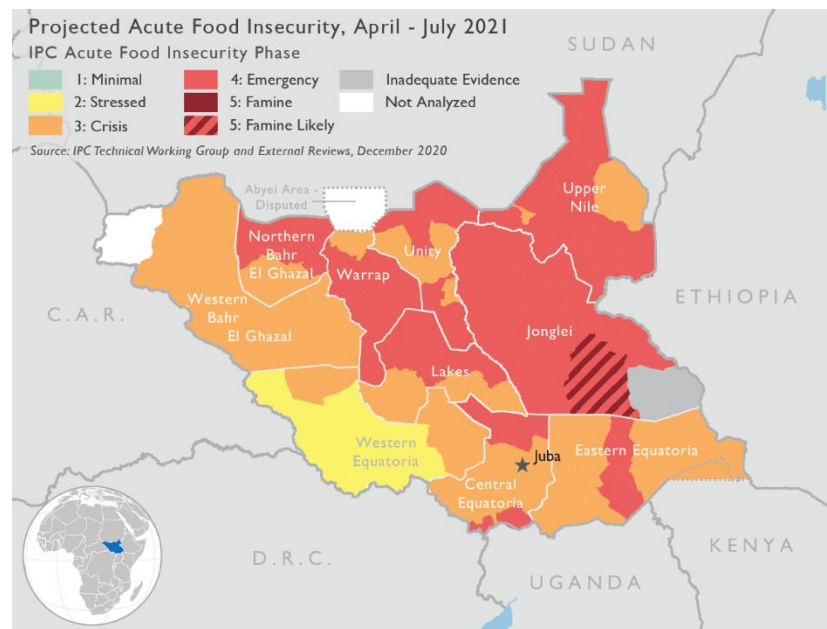 Projected Acute Food Insecurity, April - July 2021
IPC Acute Food Insecurity Phase
1: Minimal
2: Stressed
3: Crisis
4: Emergency
5: Famine
5: Famine Likely
Inadequate Evidence
Not Analyzed
Source: IPC Technical Working Group and External Reviews, December 2020
SUDAN
Abyei Area -
Disputed
Upper
Nile
Northern
Bahr
El Ghazal
Unity
Warrap
Western
Bahr
El Ghazal
ETHIOPIA
C.A.R.
Jonglei
Lakes
Western
Equatoria
Juba
Eastern Equatoria
Central
Equatoria
D.R.C.
KENYA
UGANDA